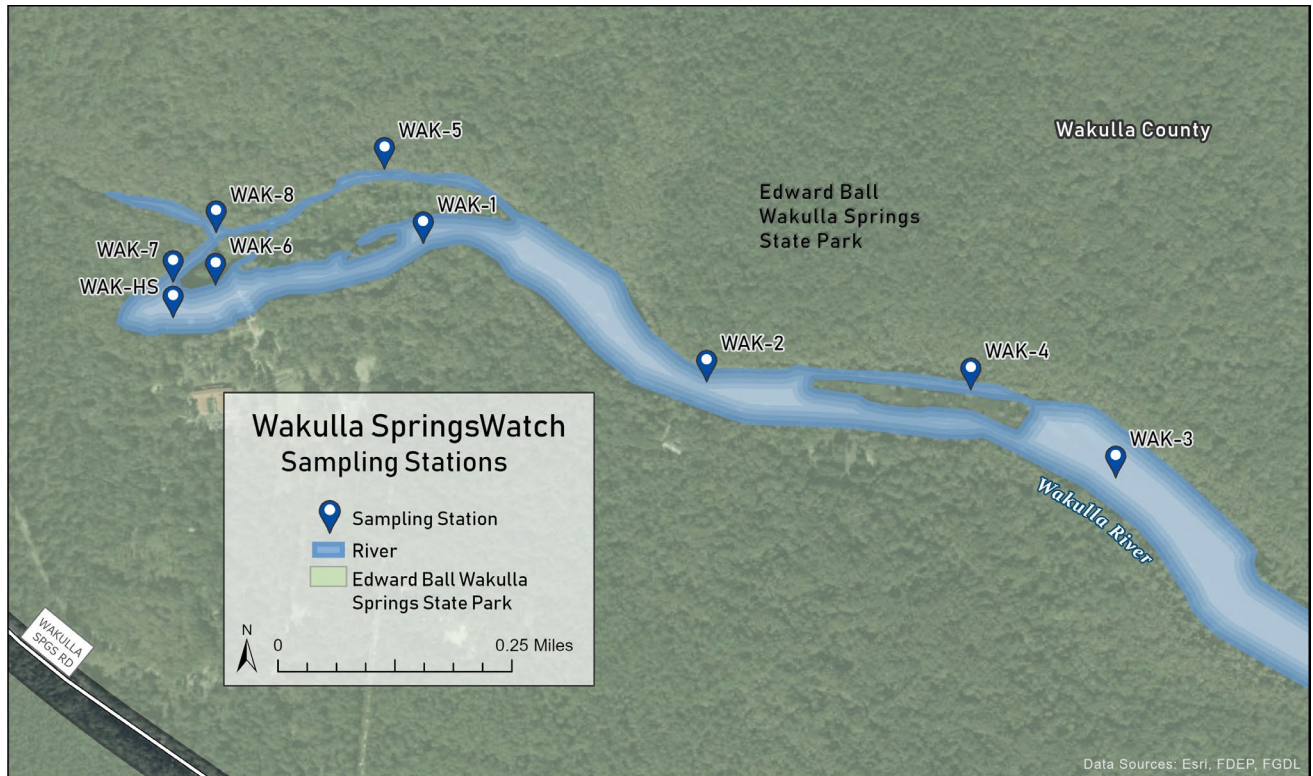 WAK-5
Wakulla County
WAK-8
Edward Ball
Wakulla Springs
State Park
WAK-1
WAK-7
WAK-6
WAK-HS
WAK-2
WAK-4
WAK-3
Wakulla River
Wakulla SpringsWatch
Sampling Stations
Sampling Station
River
Edward Ball Wakulla
Springs State Park
N
0
0.25 Miles
WAKULLA
SPGS RD
Data Sources: Esri, FDEP, FGDL